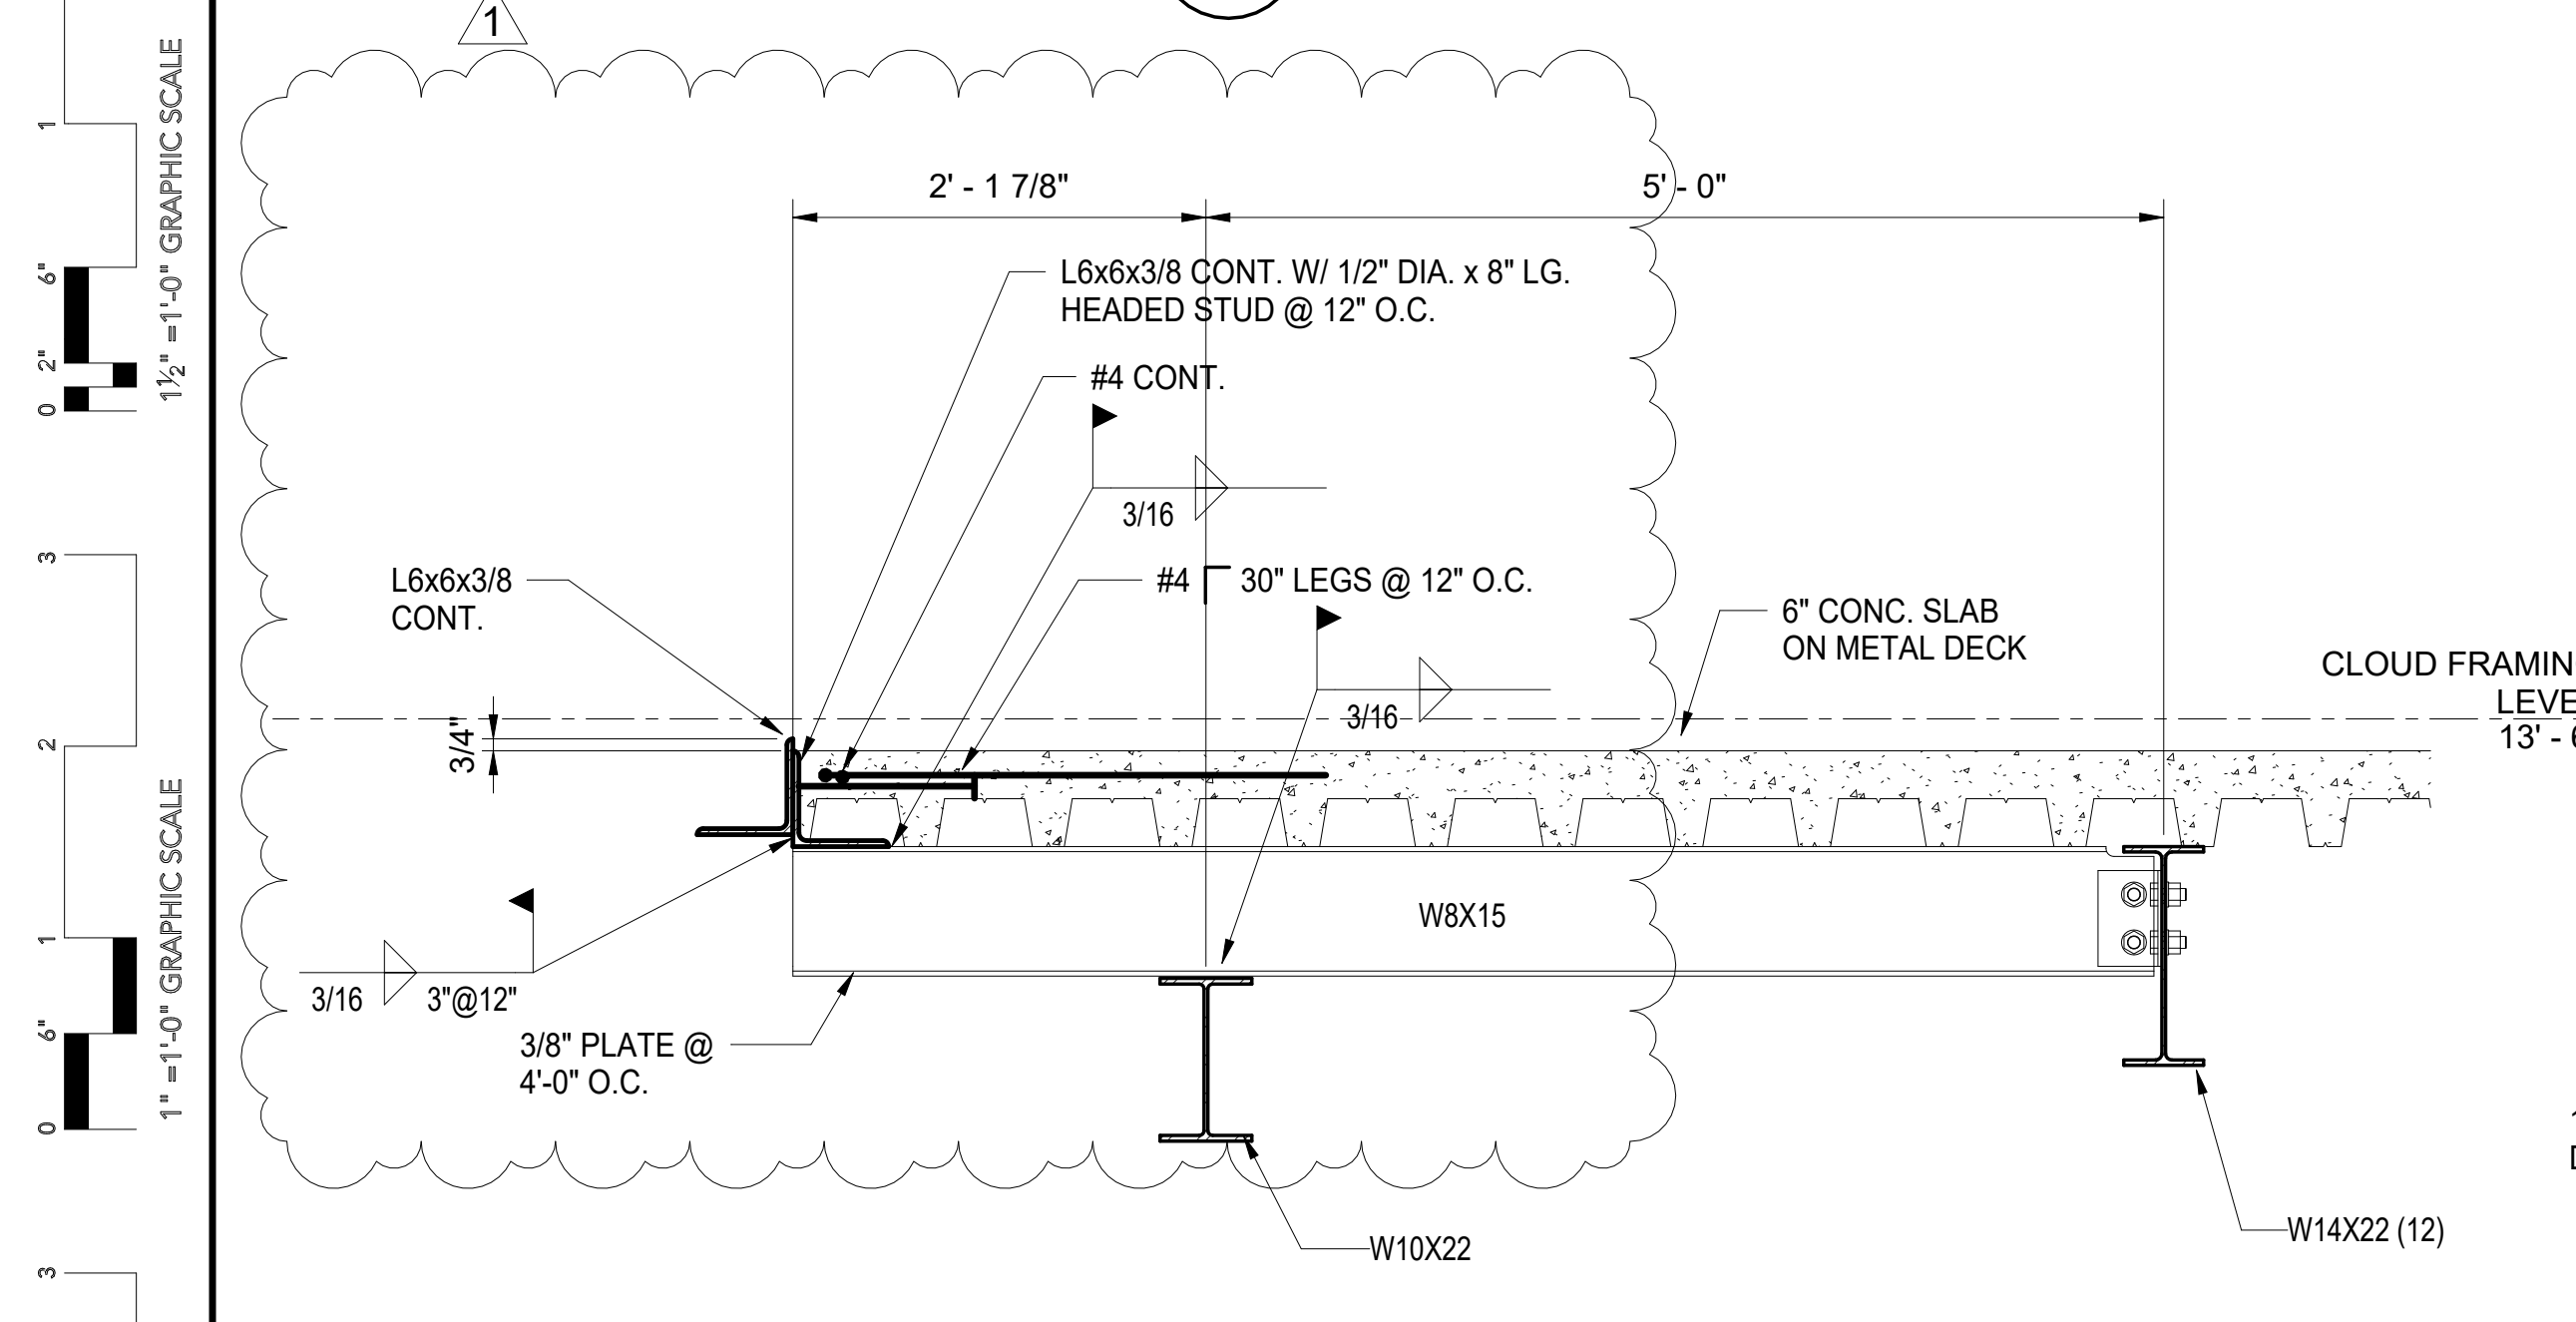 1
2' - 1 7/8"
5' - 0"
L6x6x3/8 CONT. W/ 1/2" DIA. x 8" LG.
HEADED STUD @ 12" O.C.
#4 CONT.
3/16
L6x6x3/8
CONT.
#4
30" LEGS @ 12" O.C.
6" CONC. SLAB
ON METAL DECK
3/16
3/4"
CLOUD
13' -
W8X15
3/16
3"@12"
3/8" PLATE @
4'-0" O.C.
W10X22
W14X22 (12)
1
6"
2"
0
1½" =1'-0" GRAPHIC SCALE
3
2
1
6"
0
1" =1'-0" GRAPHIC SCALE
3